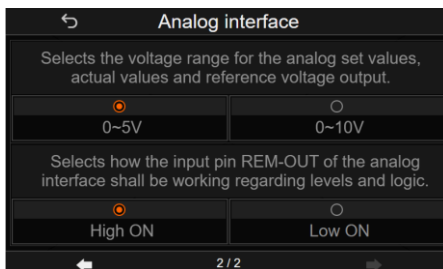 Analog interface
Selects the voltage range for the analog set values,
actual values and reference voltage output.
0~5V
0~10V
Selects how the input pin REM-OUT of the analog
interface shall be working regarding levels and logic.
High ON
Low ON
2 / 2